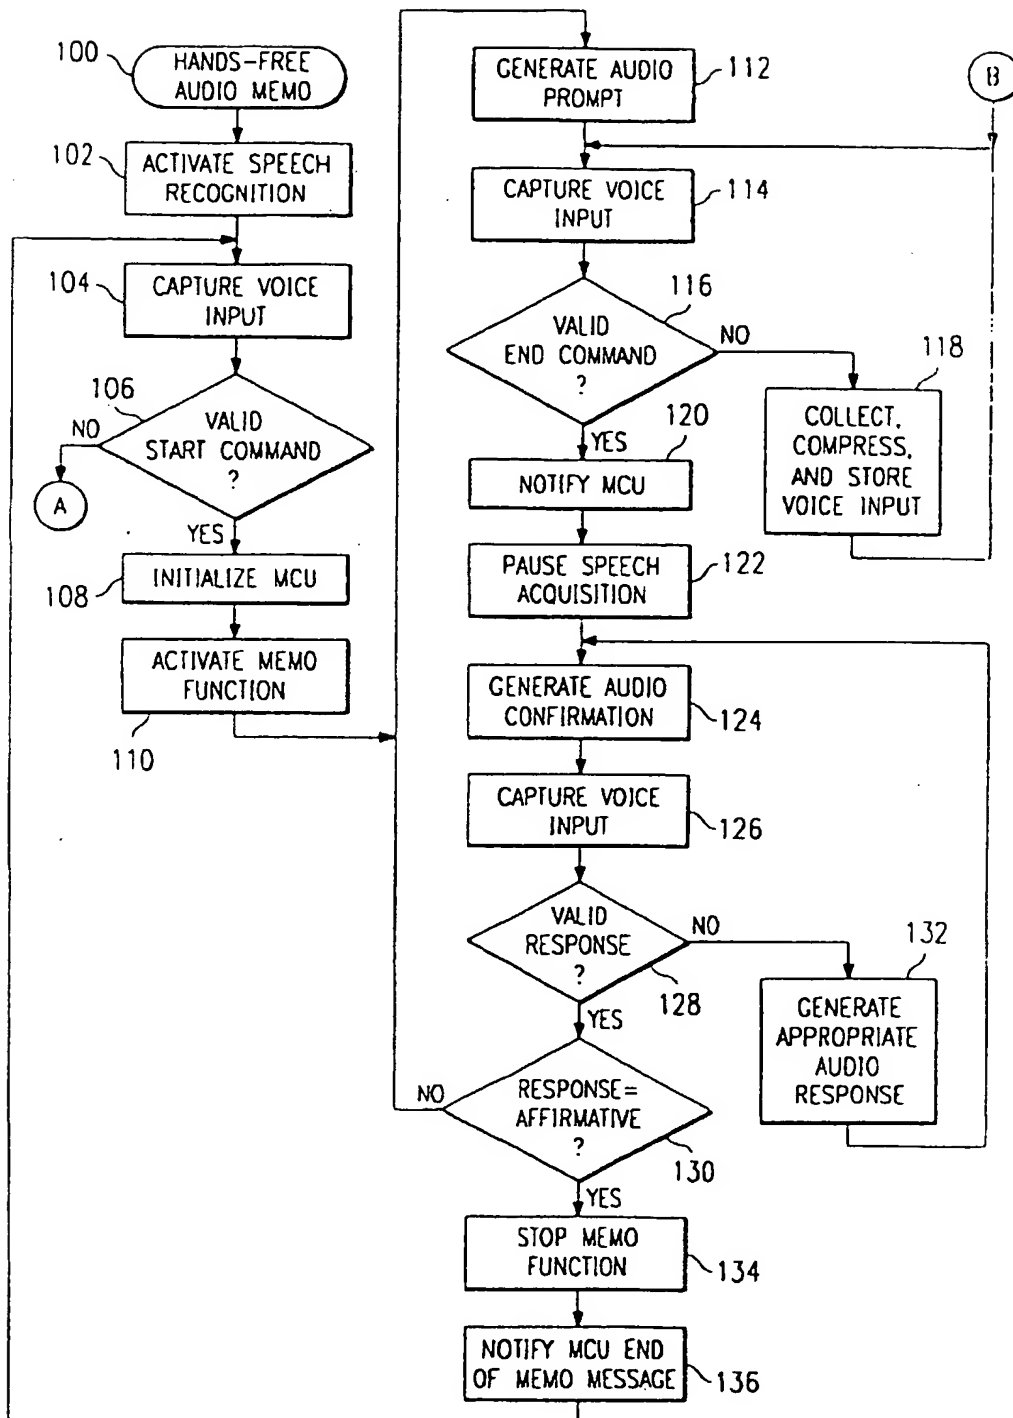 100
HANDS-FREE
AUDIO MEMO
102
ACTIVATE SPEECH
RECOGNITION
104
CAPTURE VOICE
INPUT
106
VALID
START COMMAND
?
NO
A
YES
108
INITIALIZE MCU
ACTIVATE MEMO
FUNCTION
110
GENERATE AUDIO
PROMPT
112
B
CAPTURE VOICE
INPUT
114
116
VALID
END COMMAND
?
NO
118
COLLECT,
COMPRESS,
AND STORE
VOICE INPUT
YES
120
NOTIFY MCU
PAUSE SPEECH
ACQUISITION
122
GENERATE AUDIO
CONFIRMATION
124
CAPTURE VOICE
INPUT
126
VALID
RESPONSE
?
NO
128
132
GENERATE
APPROPRIATE
AUDIO
RESPONSE
YES
NO
RESPONSE=
AFFIRMATIVE
?
130
YES
STOP MEMO
FUNCTION
134
NOTIFY MCU END
OF MEMO MESSAGE
136